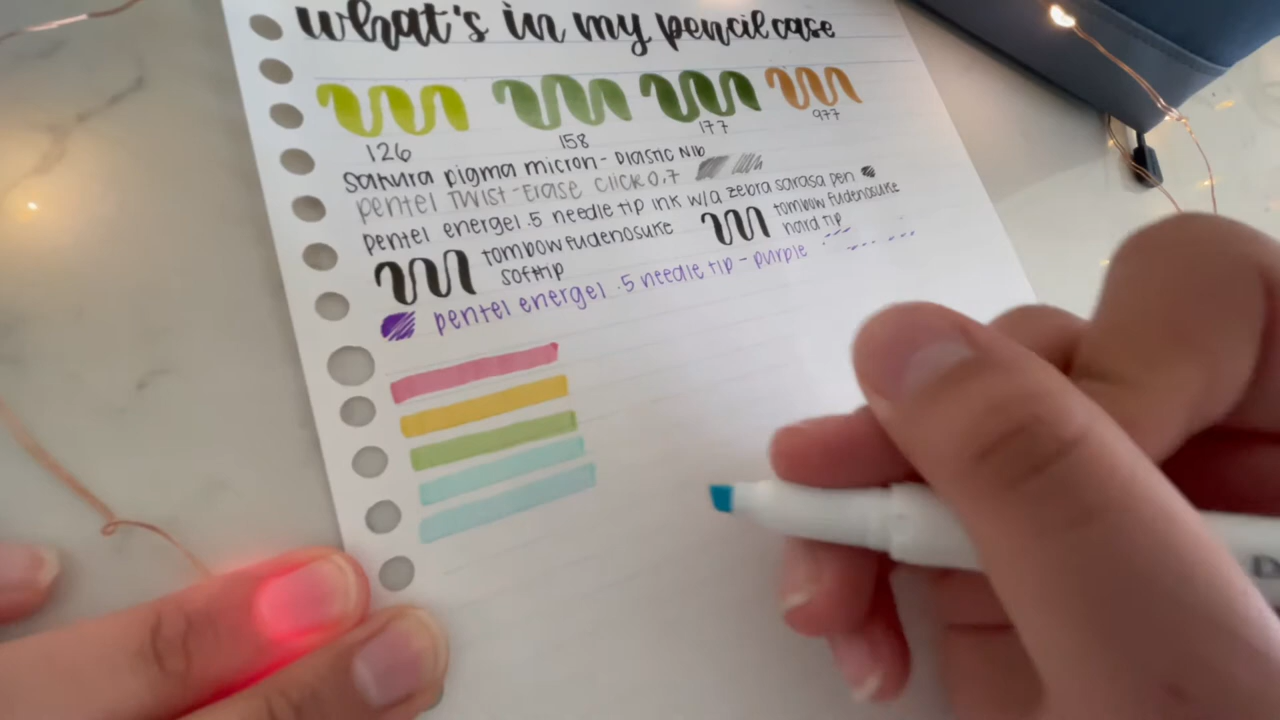 what's in my pencil case
126 158 177 977
sakura pigma micron - PLASTIC NIB
pentel TWIST-ERASE CLICK 0.7
pentel energel .5 needle tip ink w/a zebra sarasa pen
tombow fudenosuke
soft tip
tombow fudenosuke
hard tip
pentel energel .5 needle tip - purple